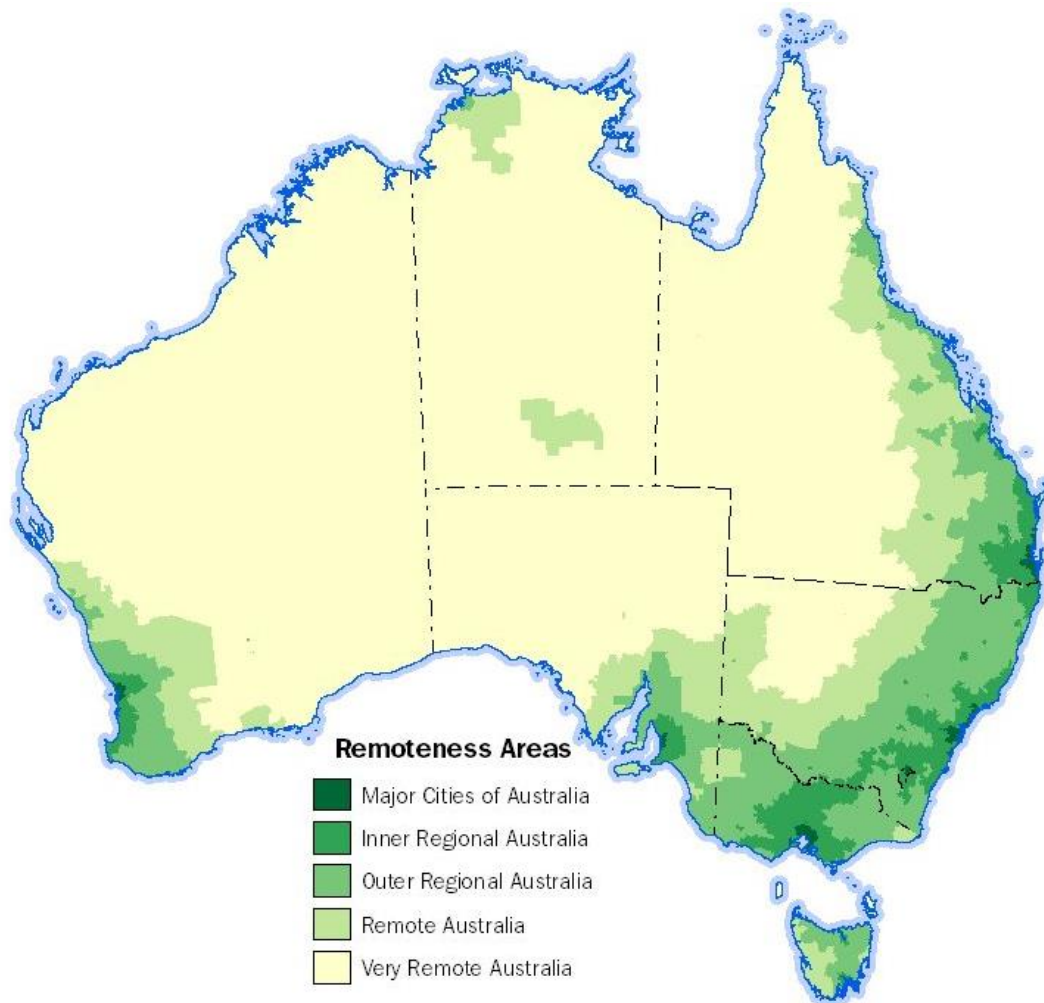 Remoteness Areas
Major Cities of Australia
Inner Regional Australia
Outer Regional Australia
Remote Australia
Very Remote Australia